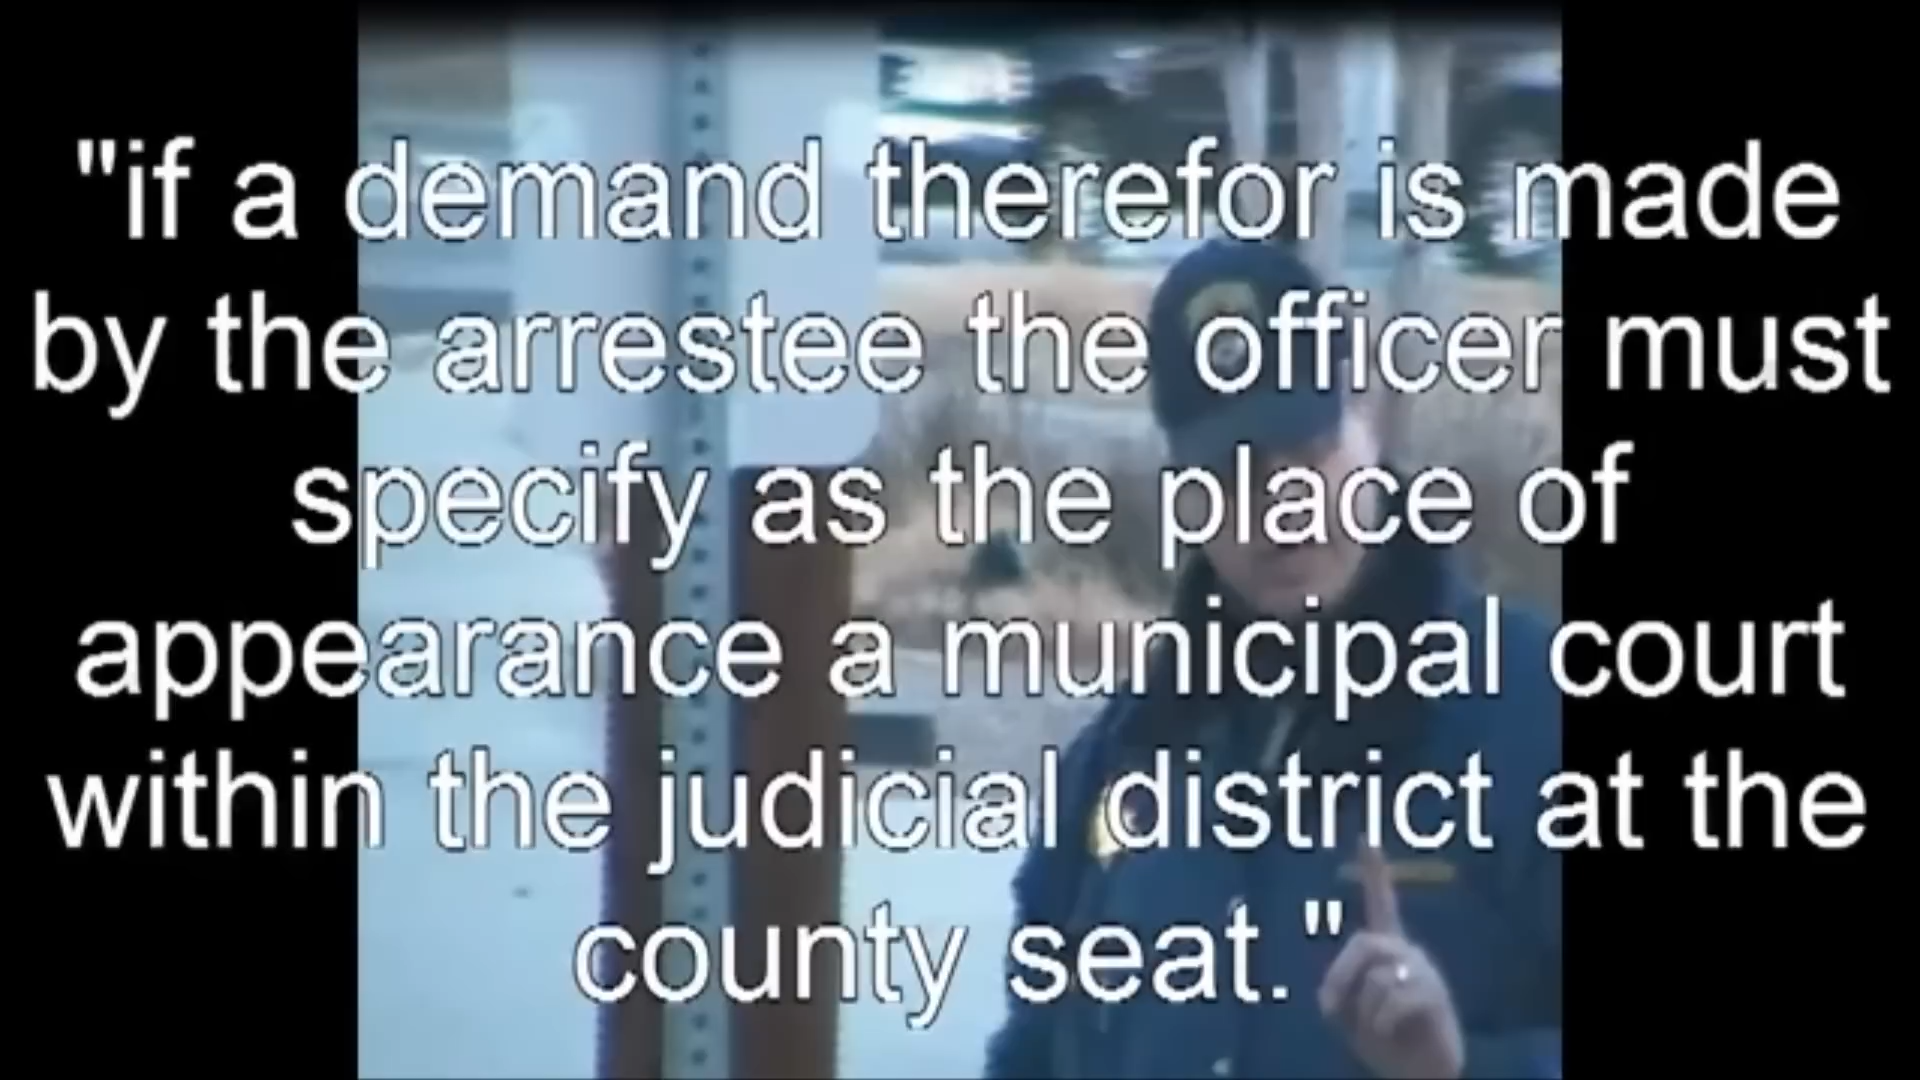 "if a demand therefor is made
by the arrestee the officer must
specify as the place of
appearance a municipal court
within the judicial district at the
county seat."